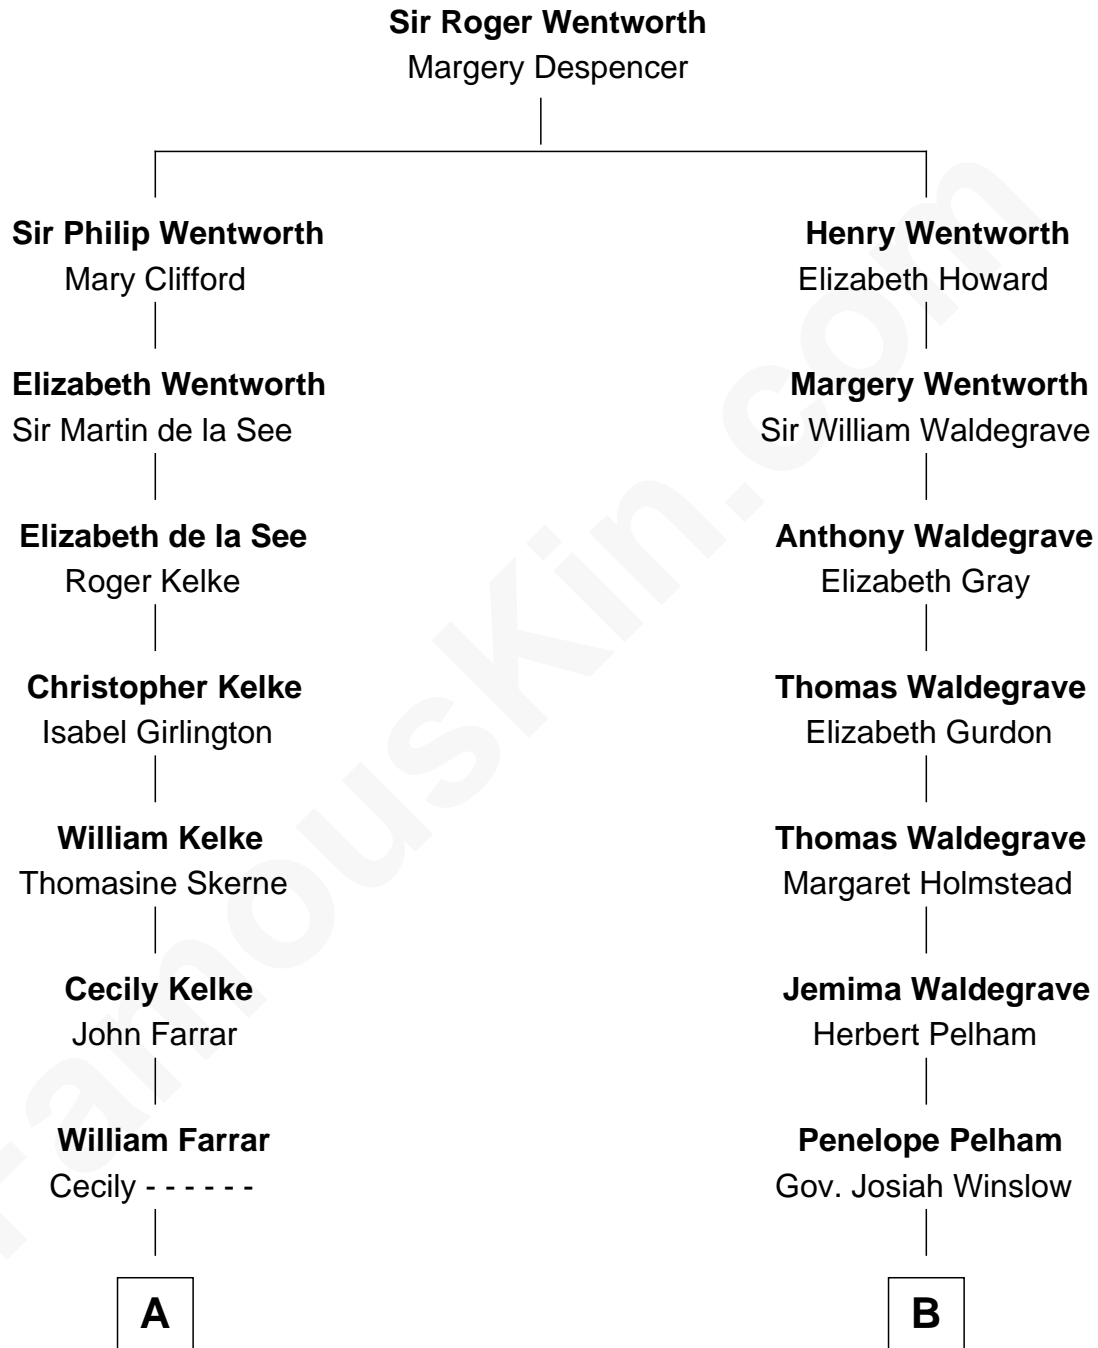 Sir Roger Wentworth
Margery Despencer
Sir Philip Wentworth
Mary Clifford
Henry Wentworth
Elizabeth Howard
Elizabeth Wentworth
Sir Martin de la See
Margery Wentworth
Sir William Waldegrave
Elizabeth de la See
Roger Kelke
Anthony Waldegrave
Elizabeth Gray
Christopher Kelke
Isabel Girlington
Thomas Waldegrave
Elizabeth Gurdon
William Kelke
Thomasine Skerne
Thomas Waldegrave
Margaret Holmstead
Cecily Kelke
John Farrar
Jemima Waldegrave
Herbert Pelham
William Farrar
Cecily - - - - - -
Penelope Pelham
Gov. Josiah Winslow
A
B
FamousKin.com